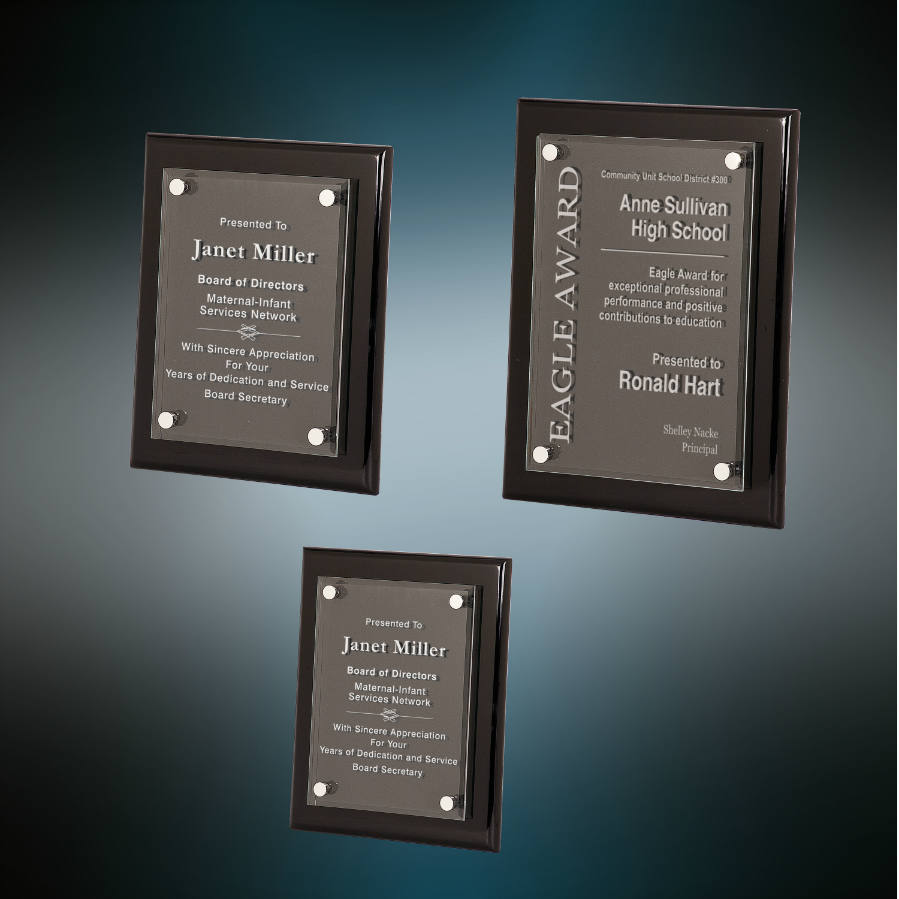 Presented To
Janet Miller
Board of Directors
Maternal-Infant
Services Network
With Sincere Appreciation
For Your
Years of Dedication and Service
Board Secretary
EAGLE AWARD
Community Unit School District #300
Anne Sullivan
High School
Eagle Award for
exceptional professional
performance and positive
contributions to education
Presented to
Ronald Hart
Shelley Nacke
Principal
Presented To
Janet Miller
Board of Directors
Maternal-Infant
Services Network
With Sincere Appreciation
For Your
Years of Dedication and Service
Board Secretary